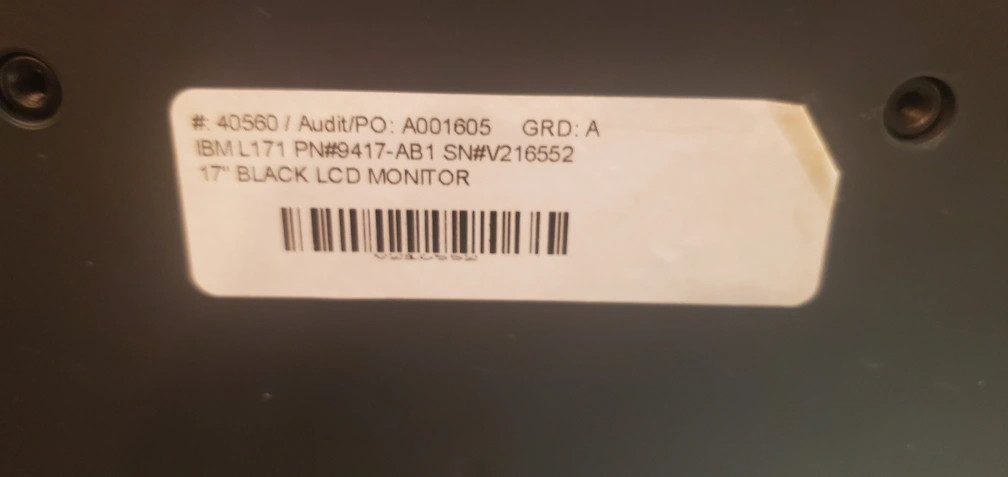 #: 40560 / Audit/PO: A001605 GRD: A
IBM L171 PN#9417-AB1 SN#V216552
17" BLACK LCD MONITOR